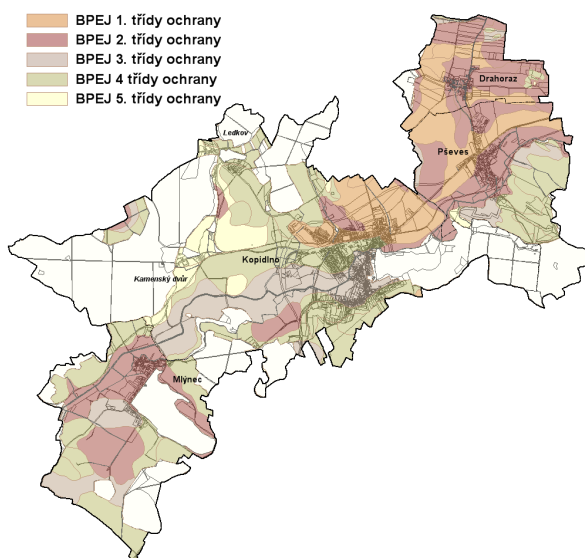 BPEJ 1. třídy ochrany
BPEJ 2. třídy ochrany
BPEJ 3. třídy ochrany
BPEJ 4 třídy ochrany
BPEJ 5. třídy ochrany
Drahoraz
Ledkov
Pševes
Kopidlno
Kamenský dvůr
Mlýnec